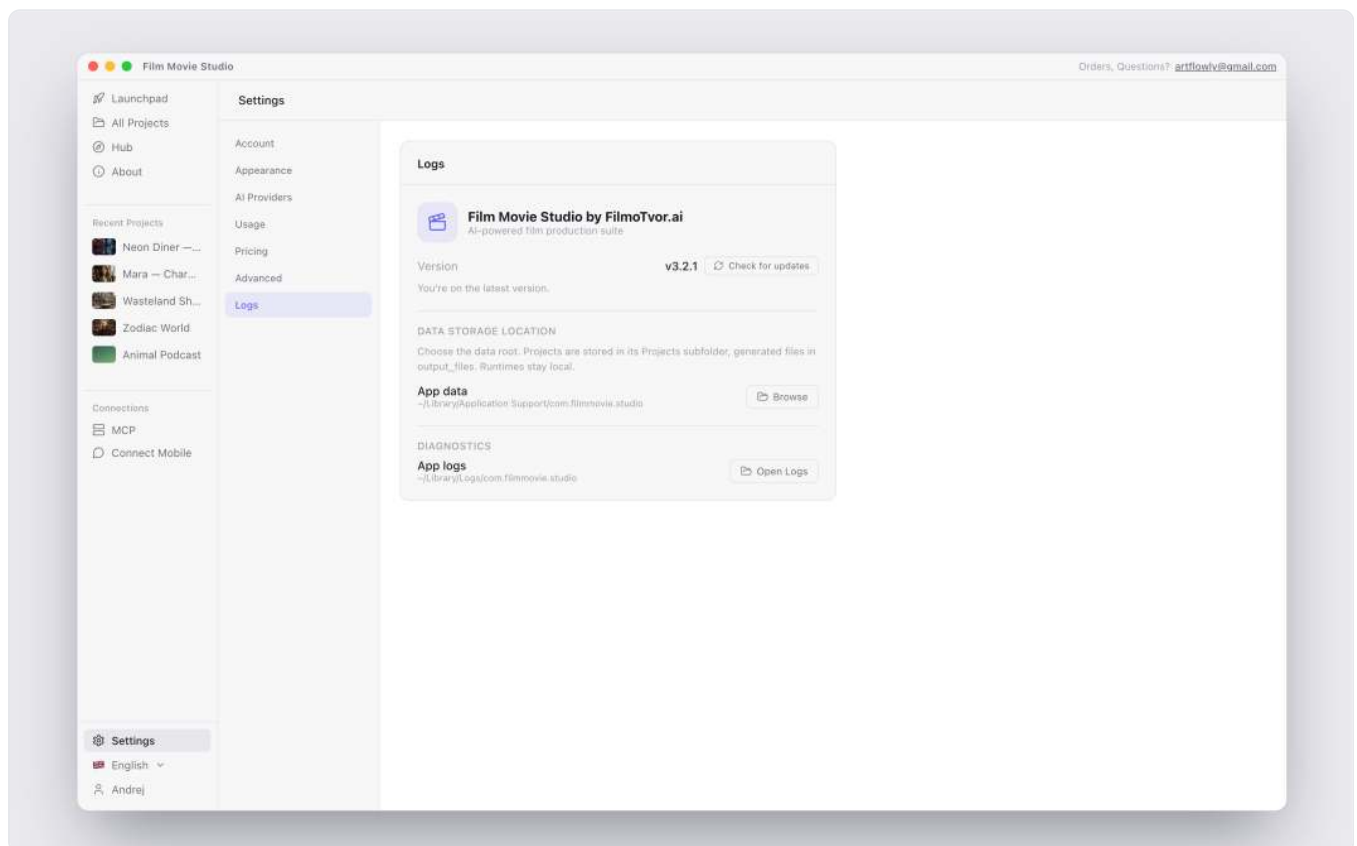 Film Movie Studio
Orders, Questions? artflowlv@gmail.com
Launchpad
All Projects
Hub
About
Recent Projects
Neon Diner —...
Mara — Char...
Wasteland Sh...
Zodiac World
Animal Podcast
Connections
MCP
Connect Mobile
Settings
English
Andrej
Settings
Account
Appearance
AI Providers
Usage
Pricing
Advanced
Logs
Logs
Film Movie Studio by FilmoTvor.ai
AI-powered film production suite
Version v3.2.1 Check for updates
You're on the latest version.
DATA STORAGE LOCATION
Choose the data root. Projects are stored in its Projects subfolder, generated files in
output_files. Runtimes stay local.
App data
~/Library/Application Support/com.filmmovie.studio
Browse
DIAGNOSTICS
App logs
~/Library/Logs/com.filmmovie.studio
Open Logs